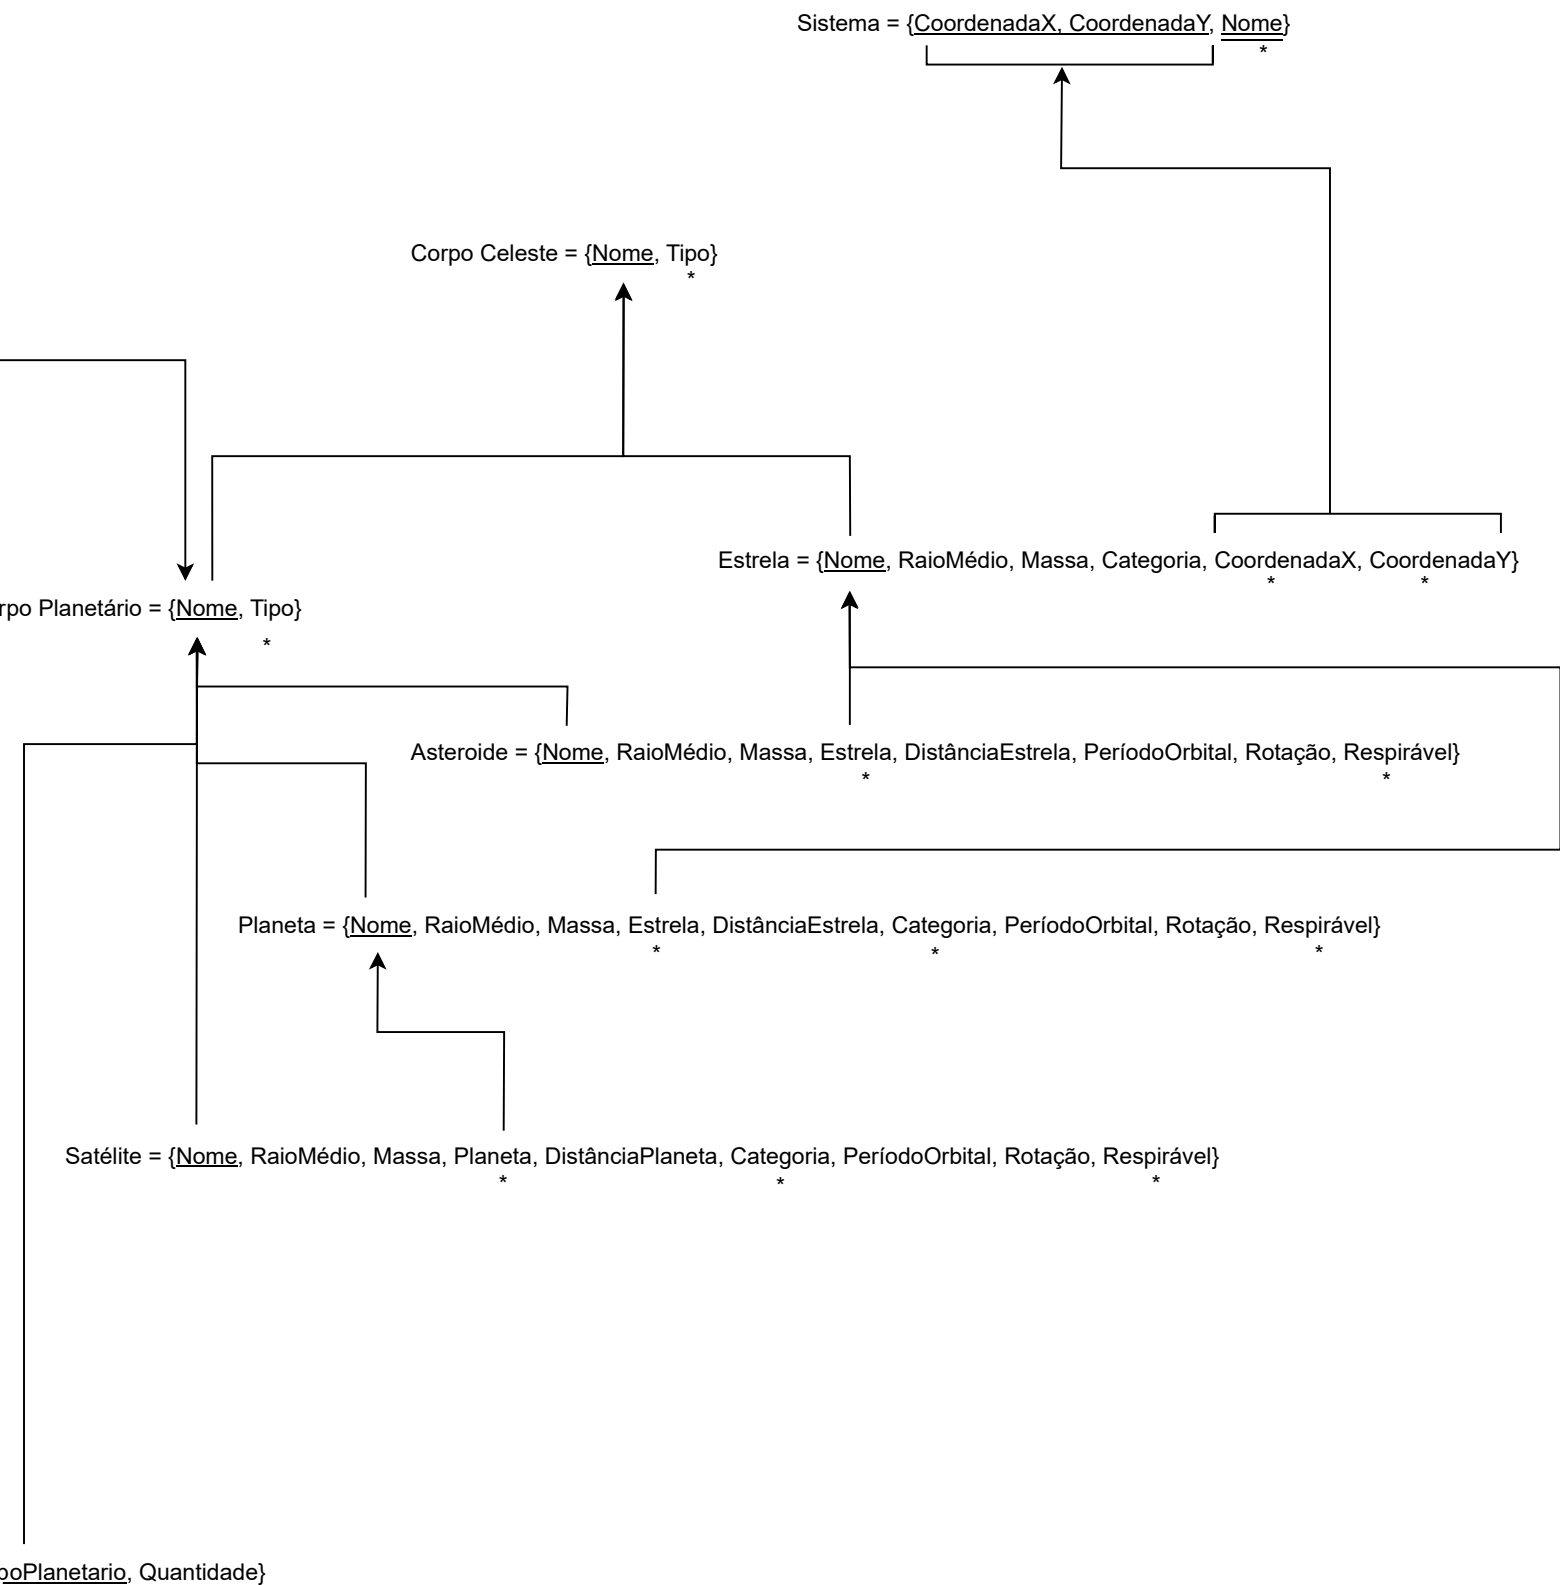 Sistema = {CoordenadaX, CoordenadaY, Nome}
*
Corpo Celeste = {Nome, Tipo}
*
Estrela = {Nome, RaioMédio, Massa, Categoria, CoordenadaX, CoordenadaY}
* *
rpo Planetário = {Nome, Tipo}
*
Asteroide = {Nome, RaioMédio, Massa, Estrela, DistânciaEstrela, PeríodoOrbital, Rotação, Respirável}
* *
Planeta = {Nome, RaioMédio, Massa, Estrela, DistânciaEstrela, Categoria, PeríodoOrbital, Rotação, Respirável}
* * *
Satélite = {Nome, RaioMédio, Massa, Planeta, DistânciaPlaneta, Categoria, PeríodoOrbital, Rotação, Respirável}
* * *
poPlanetario, Quantidade}